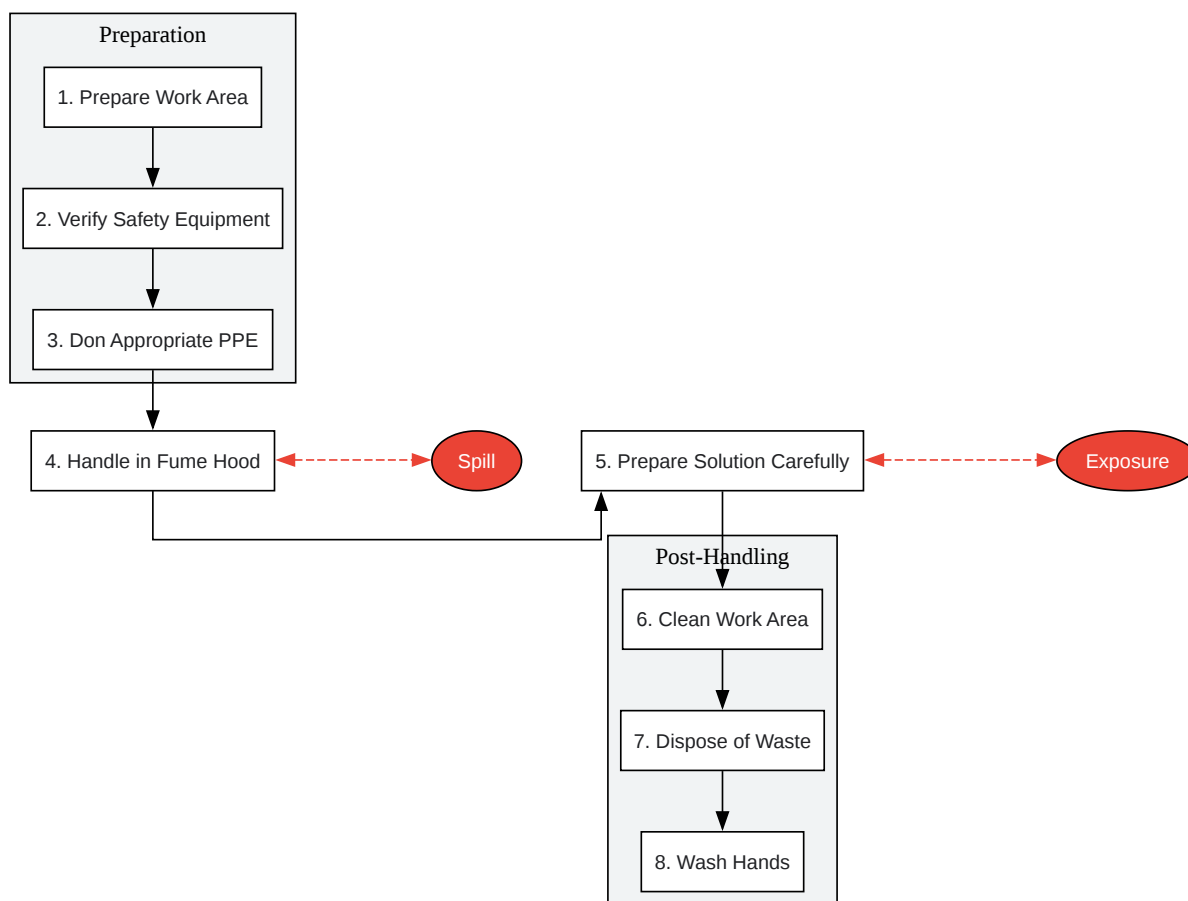 Preparation
1. Prepare Work Area
2. Verify Safety Equipment
3. Don Appropriate PPE
4. Handle in Fume Hood
Spill
5. Prepare Solution Carefully
Exposure
Post-Handling
6. Clean Work Area
7. Dispose of Waste
8. Wash Hands